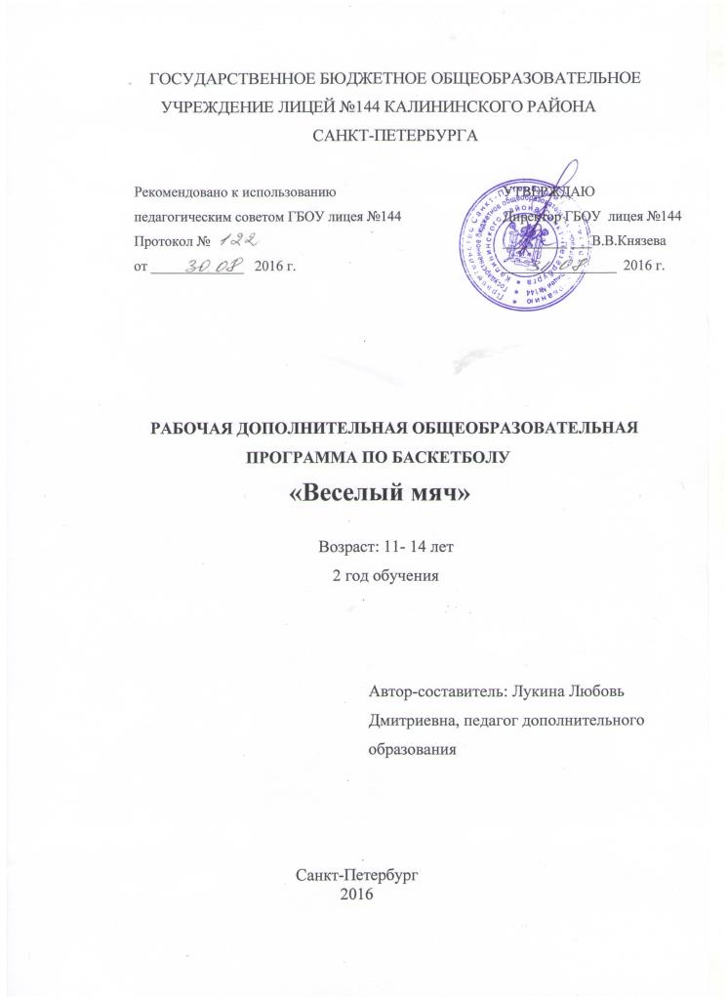 ГОСУДАРСТВЕННОЕ БЮДЖЕТНОЕ ОБЩЕОБРАЗОВАТЕЛЬНОЕ
УЧРЕЖДЕНИЕ ЛИЦЕЙ №144 КАЛИНИНСКОГО РАЙОНА
САНКТ-ПЕТЕРБУРГА
Рекомендовано к использованию
педагогическим советом ГБОУ лицея №144
Протокол № 122
от 30.08 2016 г.
УТВЕРЖДАЮ
Директор ГБОУ лицея №144
В.В.Князева
31.08 2016 г.
РАБОЧАЯ ДОПОЛНИТЕЛЬНАЯ ОБЩЕОБРАЗОВАТЕЛЬНАЯ
ПРОГРАММА ПО БАСКЕТБОЛУ
«Веселый мяч»
Возраст: 11- 14 лет
2 год обучения
Автор-составитель: Лукина Любовь
Дмитриевна, педагог дополнительного
образования
Санкт-Петербург
2016